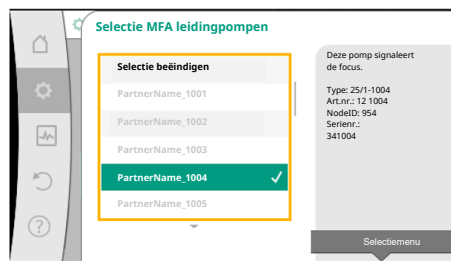 Selectie MFA leidingpompen
Selectie beëindigen
PartnerName_1001
PartnerName_1002
PartnerName_1003
PartnerName_1004
PartnerName_1005
Deze pomp signaleert
de focus.
Type: 25/1-1004
Art.nr.: 12 1004
NodeID: 954
Serienr.:
341004
Selectiemenu